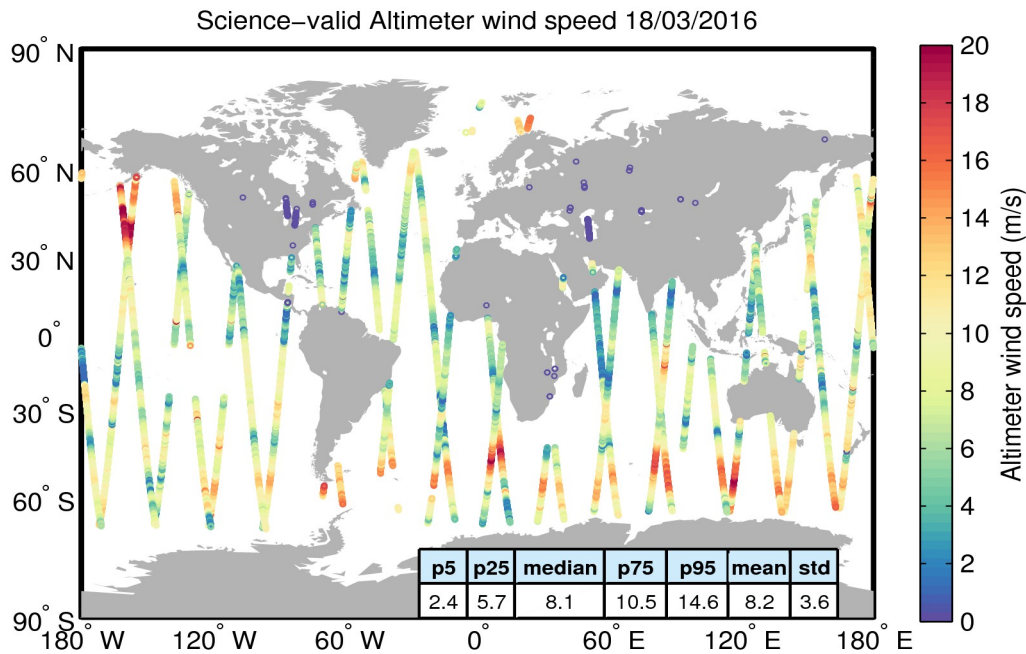 Science−valid Altimeter wind speed 18/03/2016
90° N
60° N
30° N
0°
30° S
60° S
90° S
180° W
120° W
60° W
0°
60° E
120° E
180° E
p5 p25 median p75 p95 mean std
2.4 5.7 8.1 10.5 14.6 8.2 3.6
20
18
16
14
12
10
8
6
4
2
0
Altimeter wind speed (m/s)